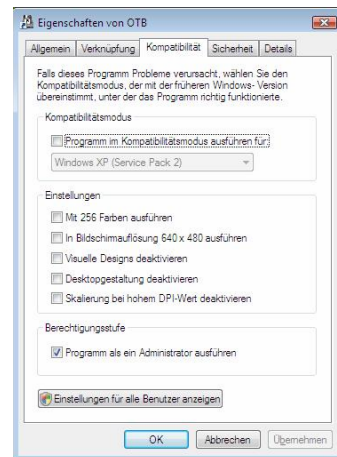 Eigenschaften von OTB
Allgemein Verknüpfung Kompatibilität Sicherheit Details
Falls dieses Programm Probleme verursacht, wählen Sie den
Kompatibilitätsmodus, der mit der früheren Windows- Version
übereinstimmt, unter der das Programm richtig funktionierte.
Kompatibilitätsmodus
Programm im Kompatibilitätsmodus ausführen für:
Windows XP (Service Pack 2)
Einstellungen
Mit 256 Farben ausführen
In Bildschirmauflösung 640 x 480 ausführen
Visuelle Designs deaktivieren
Desktopgestaltung deaktivieren
Skalierung bei hohem DPI-Wert deaktivieren
Berechtigungsstufe
Programm als ein Administrator ausführen
Einstellungen für alle Benutzer anzeigen
OK Abbrechen Übernehmen